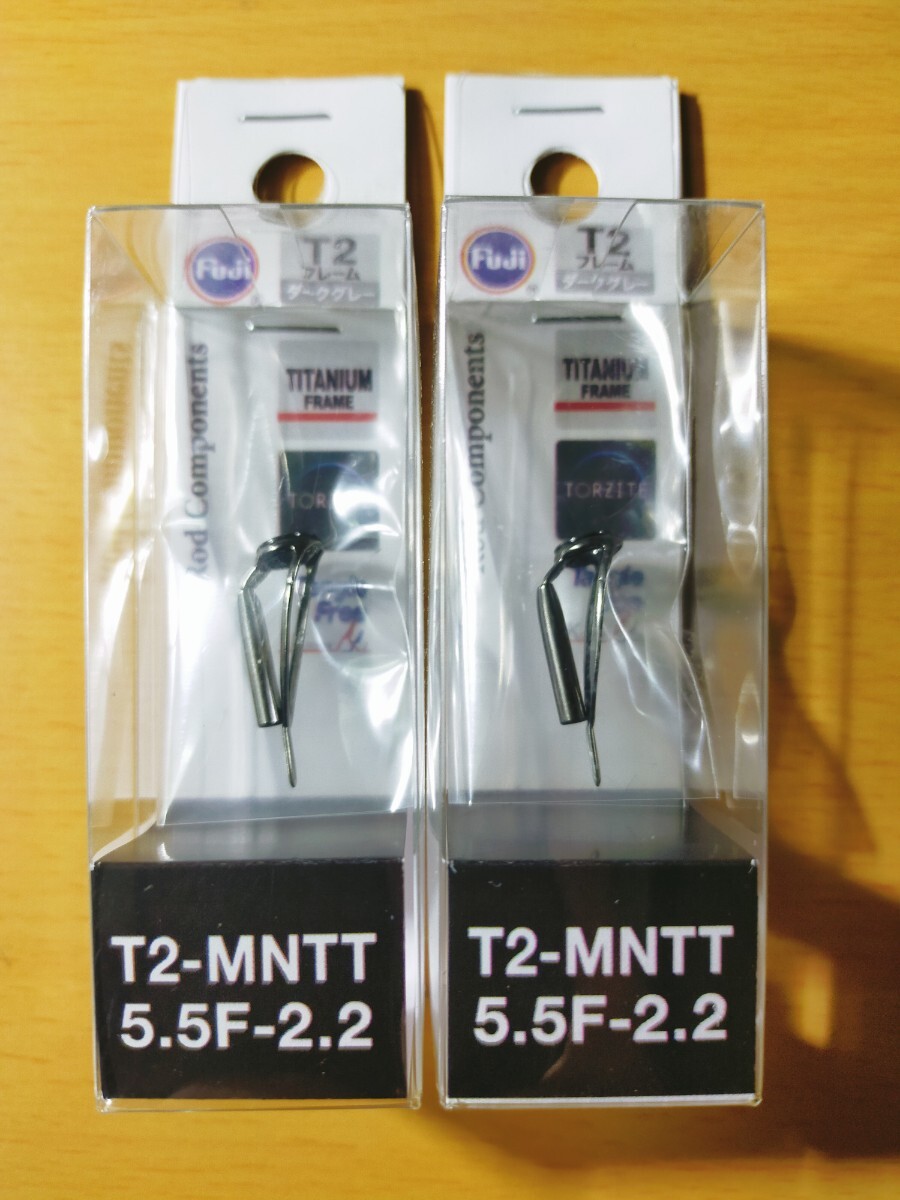 Fuji
T2
フレーム
ダークグレー
Rod Components
TITANIUM
FRAME
Free
T2-MNTT
5.5F-2.2
Fuji
T2
フレーム
ダークグレー
Components
TITANIUM
FRAME
TORZITE
T2-MNTT
5.5F-2.2